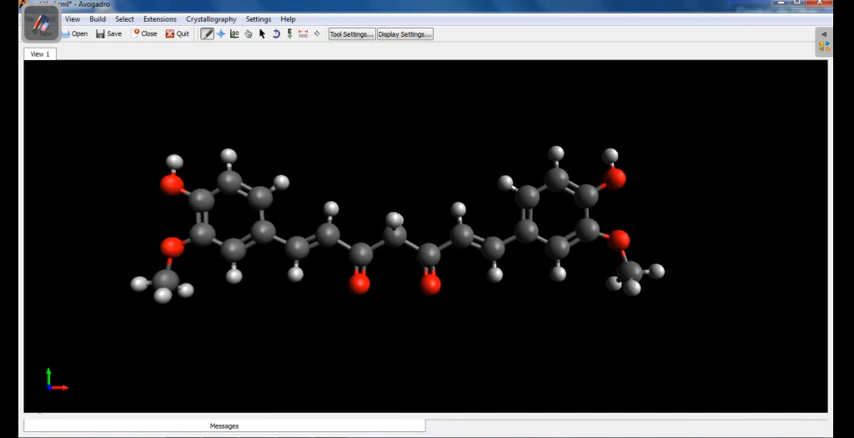 Avogadro
View Build Select Extensions Crystallography Settings Help
Open Save Close Quit Tool Settings... Display Settings...
View 1
Messages